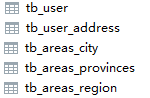 tb_user
tb_user_address
tb_areas_city
tb_areas_provinces
tb_areas_region